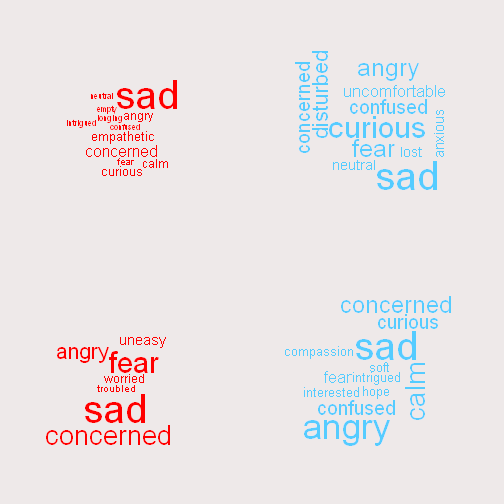 neutral
sad
empty
longing
angry
intrigued
confused
empathetic
concerned
fear
calm
curious
concerned
disturbed
angry
uncomfortable
confused
curious
anxious
fear
lost
neutral
sad
uneasy
angry
fear
worried
troubled
sad
concerned
concerned
curious
sad
compassion
soft
fear
intrigued
calm
interested
hope
confused
angry